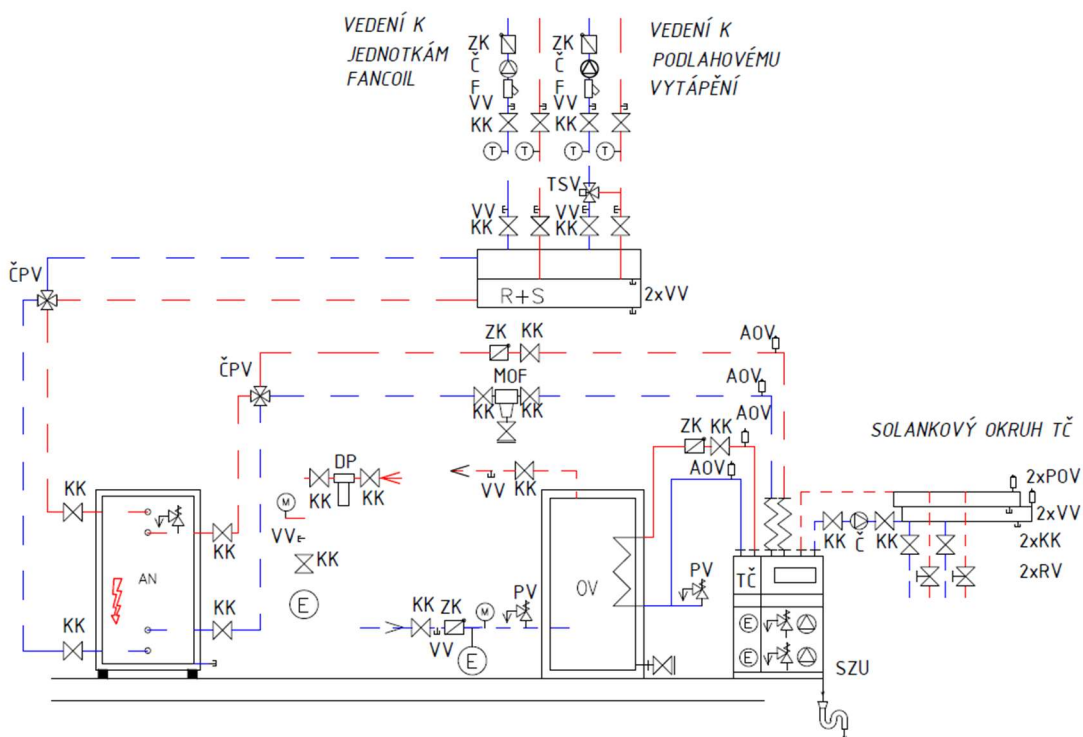 VEDENÍ K
JEDNOTKÁM
FANCOIL
VEDENÍ K
PODLAHOVÉMU
VYTÁPĚNÍ
ZK
ZK
Č
Č
F
F
VV
VV
KK
KK
T
T
T
T
TSV
VV
VV
KK
KK
ČPV
R+S
2xVV
ZK
KK
AOV
ČPV
MOF
AOV
KK
KK
AOV
ZK
KK
SOLANKOVÝ OKRUH TČ
DP
AOV
KK
KK
VV
KK
2xPOV
KK
M
2xVV
KK
VV
KK
KK
Č
KK
2xKK
AN
OV
PV
TČ
2xRV
E
KK
KK
KK
ZK
M
PV
VV
E
E
E
SZU